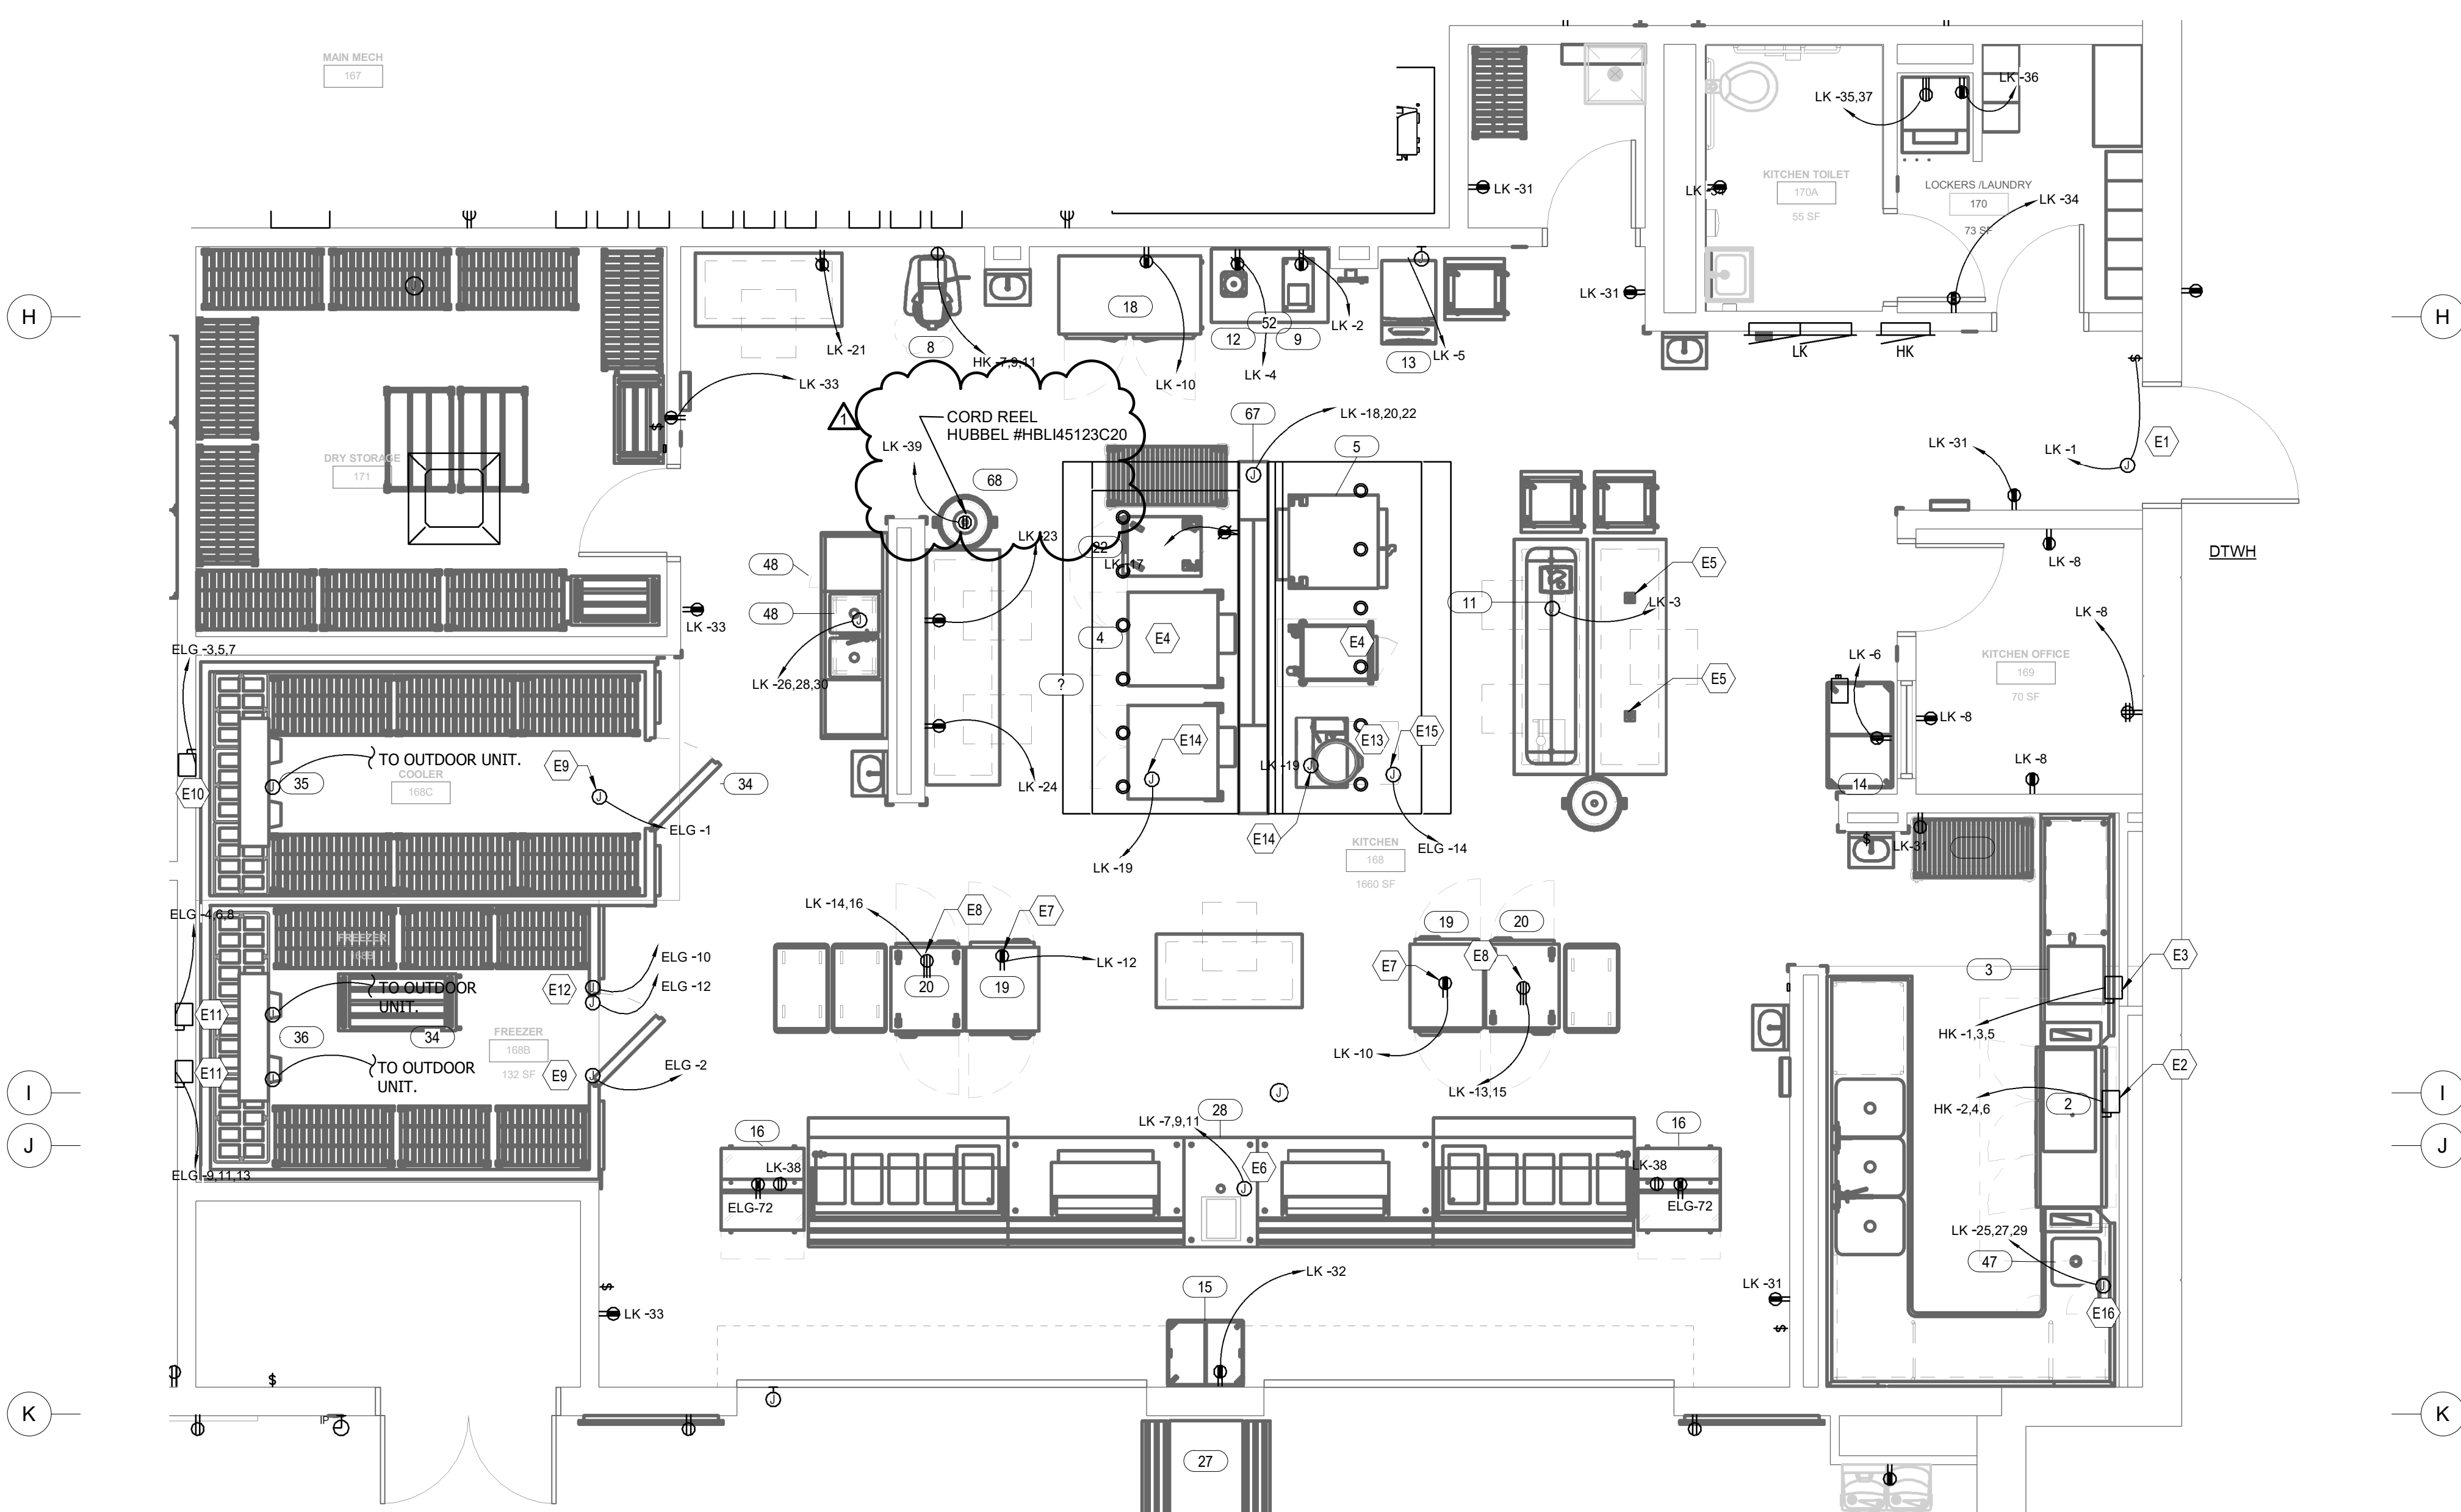 MAIN MECH
167
LK -36
LK -35,37
LK -31
LK -34
KITCHEN TOILET
170A
55 SF
LOCKERS /LAUNDRY
170
73 SF
LK -34
H
H
LK -31
18
52
12
9
LK -2
LK -21
8
HK -7,9,11
LK -10
LK -4
13
LK -5
LK
HK
$
LK -33
1
CORD REEL
HUBBEL #HBLI45123C20
67
LK -18,20,22
$
LK -39
5
LK -31
LK -1
E1
J
DRY STORAGE
171
68
LK -23
22
LK -17
48
E5
LK -8
DTWH
48
11
LK -3
LK -8
LK -33
4
E4
E4
ELG -3,5,7
LK -26,28,30
?
E5
LK -6
KITCHEN OFFICE
169
70 SF
LK -8
E14
E13
E15
TO OUTDOOR UNIT.
COOLER
168C
E9
34
35
E10
LK -19
LK -24
LK -8
14
ELG -1
E14
ELG -14
KITCHEN
168
1660 SF
LK -19
$
LK-31
LK -14,16
E8
E7
19
20
ELG -4,6,8
FREEZER
168B
ELG -10
LK -12
E7
E8
E3
3
ELG -12
E12
TO OUTDOOR
UNIT.
20
19
E11
36
34
FREEZER
168B
132 SF
HK -1,3,5
LK -10
E11
TO OUTDOOR
UNIT.
E9
ELG -2
E2
LK -13,15
HK -2,4,6
2
I
I
J
J
28
LK -7,9,11
16
16
LK-38
E6
LK-38
ELG -9,11,13
ELG-72
ELG-72
LK -25,27,29
47
LK -32
15
LK -31
$
LK -33
E16
$
$
K
K
IP
27